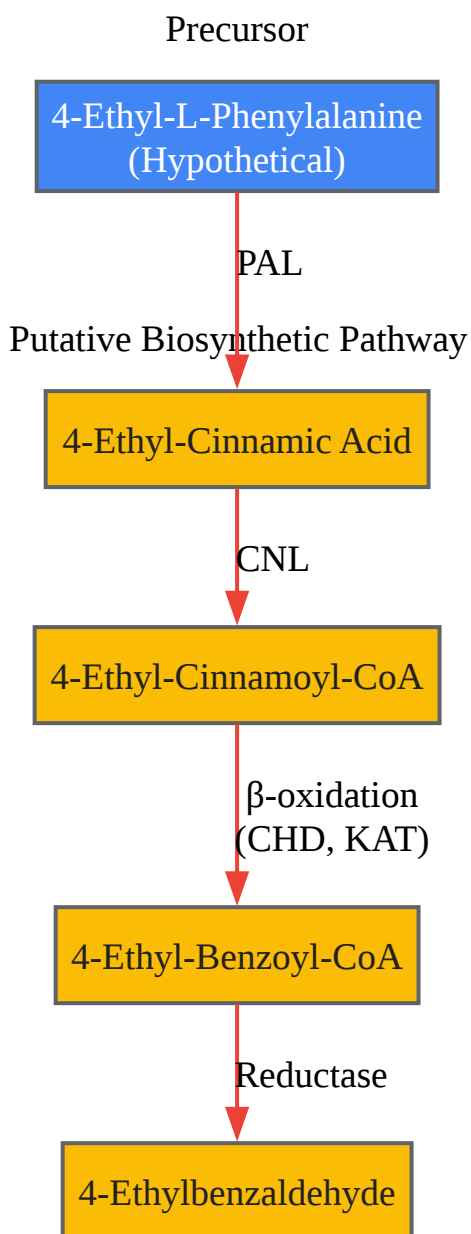 Precursor
4-Ethyl-L-Phenylalanine
(Hypothetical)
PAL
Putative Biosynthetic Pathway
4-Ethyl-Cinnamic Acid
CNL
4-Ethyl-Cinnamoyl-CoA
β-oxidation
(CHD, KAT)
4-Ethyl-Benzoyl-CoA
Reductase
4-Ethylbenzaldehyde